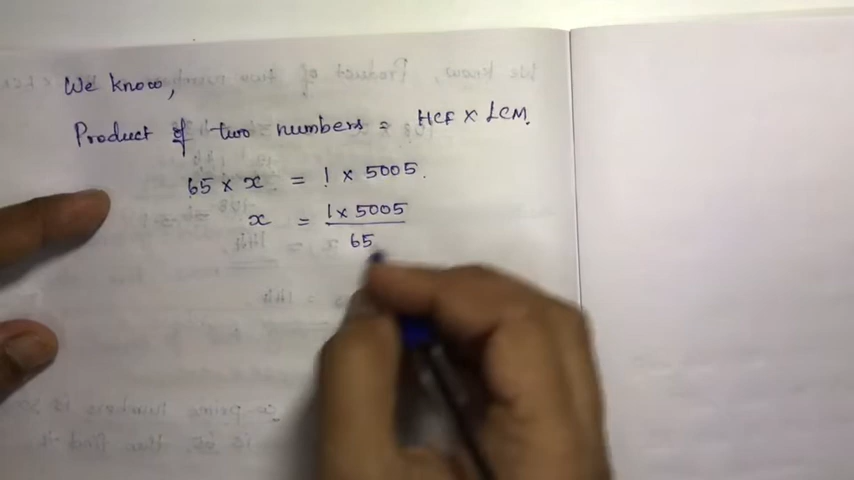 We know,
Product of two numbers = HCF × LCM.
65 × x = 1 × 5005.
x = 1 × 5005
65